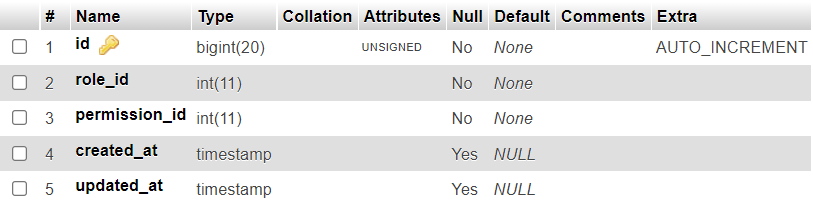 # Name Type Collation Attributes Null Default Comments Extra
1 id bigint(20) UNSIGNED No None AUTO_INCREMENT
2 role_id int(11) No None
3 permission_id int(11) No None
4 created_at timestamp Yes NULL
5 updated_at timestamp Yes NULL